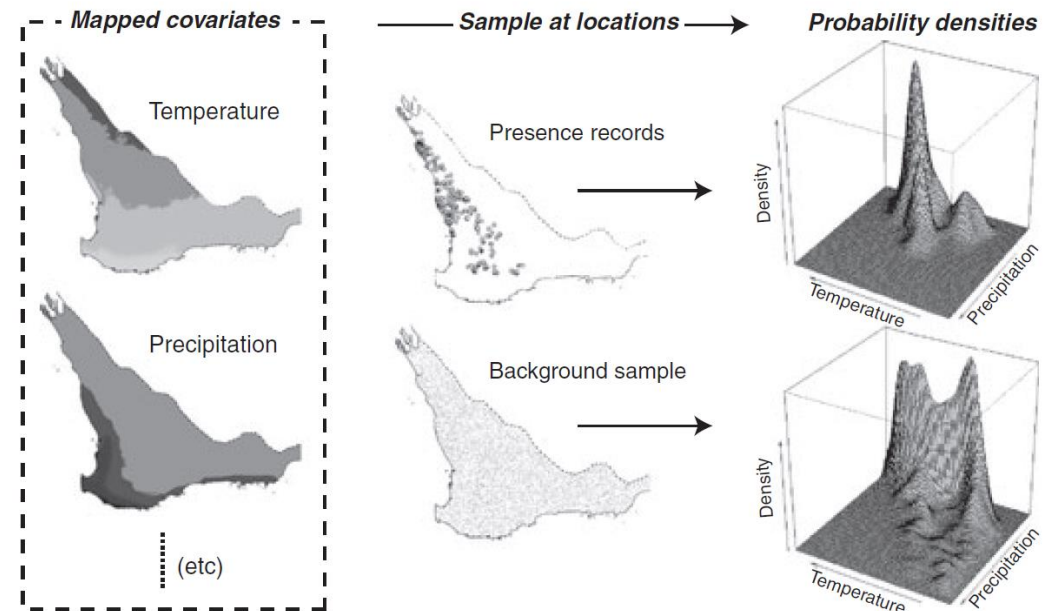 Mapped covariates
Sample at locations
Probability densities
Temperature
Precipitation
(etc)
Presence records
Background sample
Density
Temperature
Precipitation
Density
Temperature
Precipitation